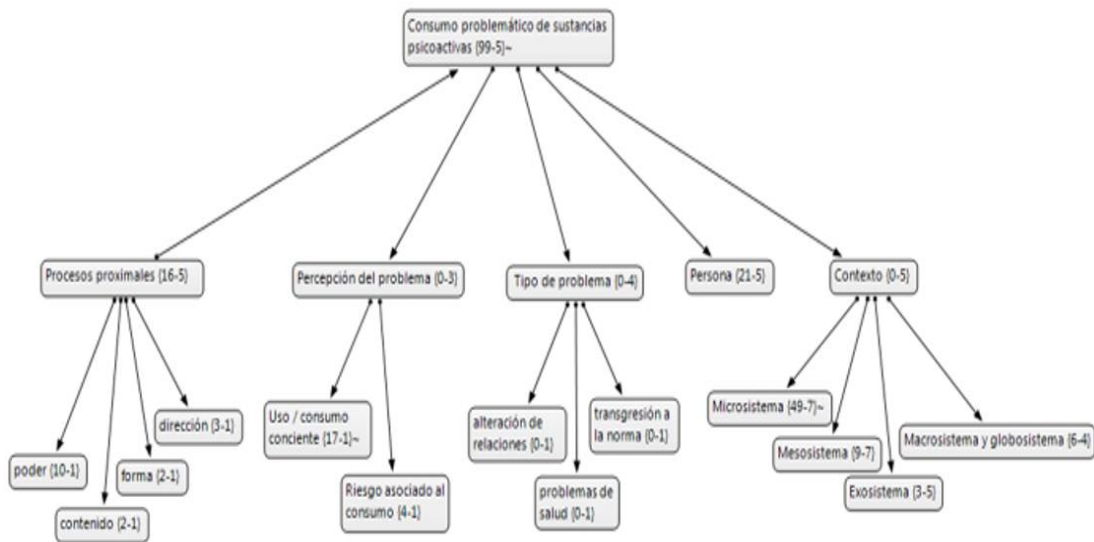 Consumo problemático de sustancias
psicoactivas {99-5}~
Procesos proximales {16-5}
Percepción del problema {0-3}
Tipo de problema {0-4}
Persona {21-5}
Contexto {0-5}
dirección {3-1}
poder {10-1}
forma {2-1}
contenido {2-1}
Uso / consumo
conciente {17-1}~
Riesgo asociado al
consumo {4-1}
alteración de
relaciones {0-1}
transgresión a
la norma {0-1}
problemas de
salud {0-1}
Microsistema {49-7}~
Mesosistema {9-7}
Macrosistema y globosistema {6-4}
Exosistema {3-5}